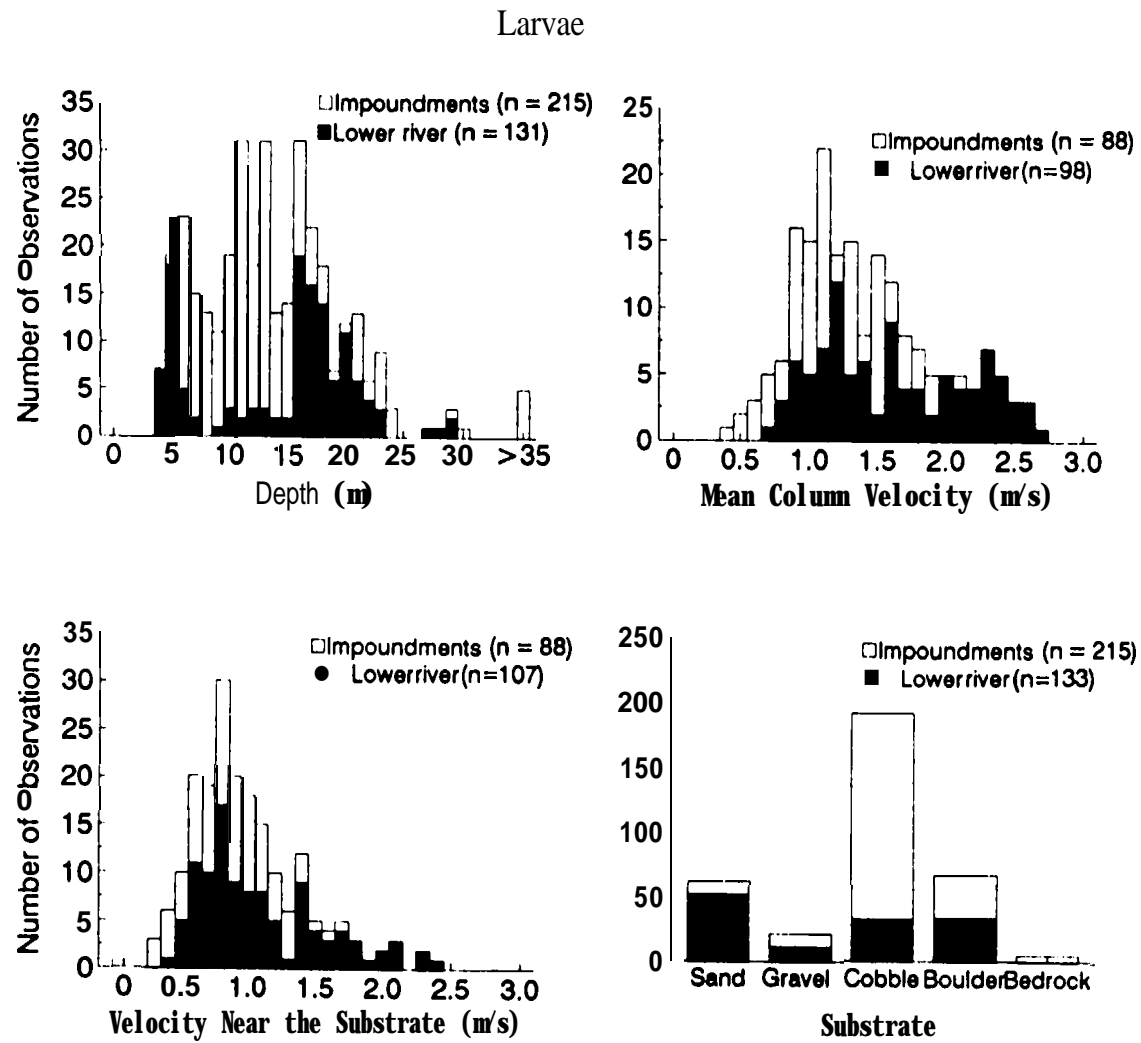 Larvae
Impoundments (n = 215)
Lower river (n = 131)
Number of Observations
35
30
25
20
15
10
5
0
0 5 10 15 20 25 30 >35
Depth (m)
Impoundments (n = 88)
Lowerriver(n=98)
25
20
15
10
5
0
0 0.5 1.0 1.5 2.0 2.5 3.0
Mean Column Velocity (m/s)
Impoundments (n = 88)
Lowerriver(n=107)
Number of Observations
35
30
25
20
15
10
5
0
0 0.5 1.0 1.5 2.0 2.5 3.0
Velocity Near the Substrate (m/s)
Impoundments (n = 215)
Lowerriver(n=133)
250
200
150
100
50
0
Sand Gravel Cobble Boulder Bedrock
Substrate